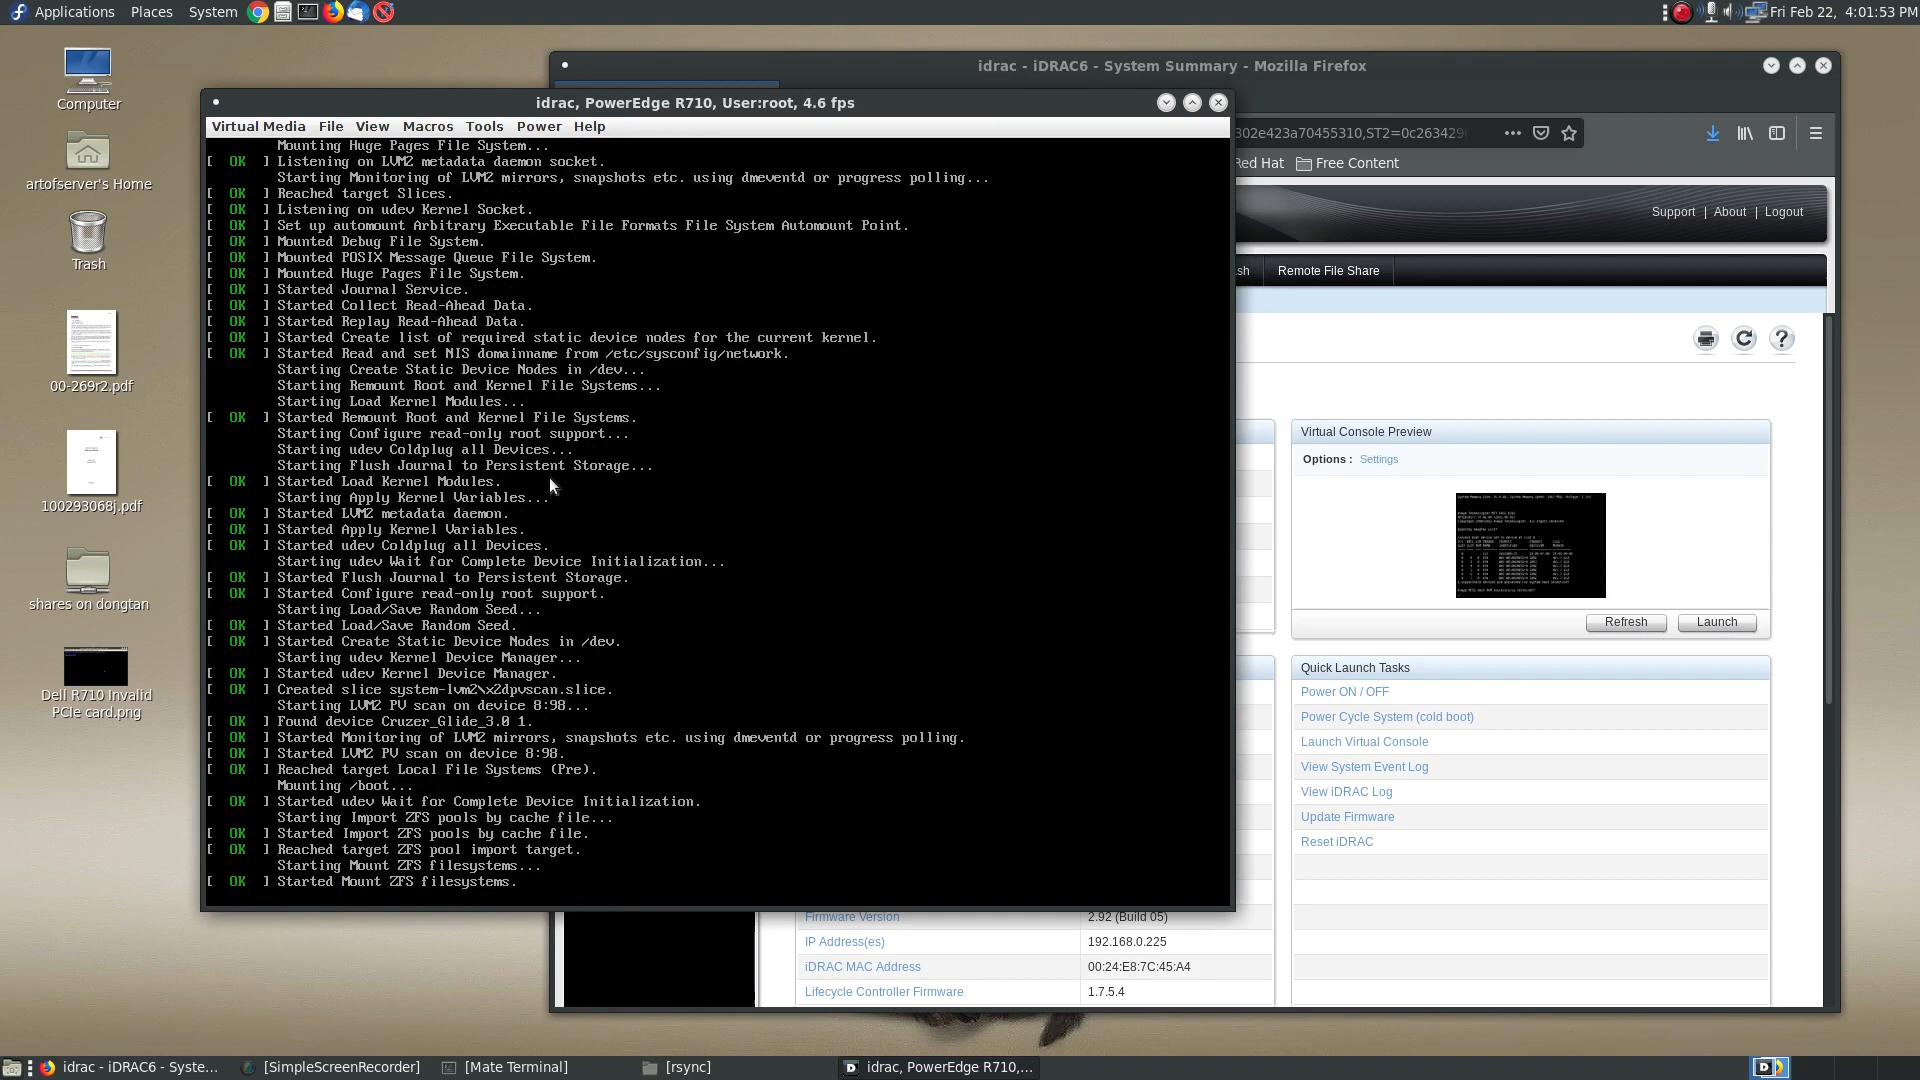 Applications Places System
Fri Feb 22, 4:01:53 PM
Computer
artofserver's Home
Trash
00-269r2.pdf
100293068j.pdf
shares on dongtan
Dell R710 Invalid
PCIe card.png
idrac - iDRAC6 - System Summary - Mozilla Firefox
idrac, PowerEdge R710, User:root, 4.6 fps
Virtual Media File View Macros Tools Power Help
Mounting Huge Pages File System...
[ OK ] Listening on LVM2 metadata daemon socket.
Starting Monitoring of LVM2 mirrors, snapshots etc. using dmeventd or progress polling...
[ OK ] Reached target Slices.
[ OK ] Listening on udev Kernel Socket.
[ OK ] Set up automount Arbitrary Executable File Formats File System Automount Point.
[ OK ] Mounted Debug File System.
[ OK ] Mounted POSIX Message Queue File System.
[ OK ] Mounted Huge Pages File System.
[ OK ] Started Journal Service.
[ OK ] Started Collect Read-Ahead Data.
[ OK ] Started Replay Read-Ahead Data.
[ OK ] Started Create list of required static device nodes for the current kernel.
[ OK ] Started Read and set NIS domainname from /etc/sysconfig/network.
Starting Create Static Device Nodes in /dev...
Starting Remount Root and Kernel File Systems...
Starting Load Kernel Modules...
[ OK ] Started Remount Root and Kernel File Systems.
Starting Configure read-only root support...
Starting udev Coldplug all Devices...
Starting Flush Journal to Persistent Storage...
[ OK ] Started Load Kernel Modules.
Starting Apply Kernel Variables...
[ OK ] Started LVM2 metadata daemon.
[ OK ] Started Apply Kernel Variables.
[ OK ] Started udev Coldplug all Devices.
Starting udev Wait for Complete Device Initialization...
[ OK ] Started Flush Journal to Persistent Storage.
[ OK ] Started Configure read-only root support.
Starting Load/Save Random Seed...
[ OK ] Started Load/Save Random Seed.
[ OK ] Started Create Static Device Nodes in /dev.
Starting udev Kernel Device Manager...
[ OK ] Started udev Kernel Device Manager.
[ OK ] Created slice system-lvm2\x2dpvscan.slice.
Starting LVM2 PV scan on device 8:98...
[ OK ] Found device Cruzer_Glide_3.0 1.
[ OK ] Started Monitoring of LVM2 mirrors, snapshots etc. using dmeventd or progress polling.
[ OK ] Started LVM2 PV scan on device 8:98.
[ OK ] Reached target Local File Systems (Pre).
Mounting /boot...
[ OK ] Started udev Wait for Complete Device Initialization.
Starting Import ZFS pools by cache file...
[ OK ] Started Import ZFS pools by cache file.
[ OK ] Reached target ZFS pool import target.
Starting Mount ZFS filesystems...
[ OK ] Started Mount ZFS filesystems.
302e423a70455310,ST2=0c263429
Red Hat Free Content
Support | About | Logout
Remote File Share
Virtual Console Preview
Options : Settings
Refresh Launch
Quick Launch Tasks
Power ON / OFF
Power Cycle System (cold boot)
Launch Virtual Console
View System Event Log
View iDRAC Log
Update Firmware
Reset iDRAC
Firmware Version 2.92 (Build 05)
IP Address(es) 192.168.0.225
iDRAC MAC Address 00:24:E8:7C:45:A4
Lifecycle Controller Firmware 1.7.5.4
idrac - iDRAC6 - Syste... [SimpleScreenRecorder] [Mate Terminal] [rsync] idrac, PowerEdge R710,...